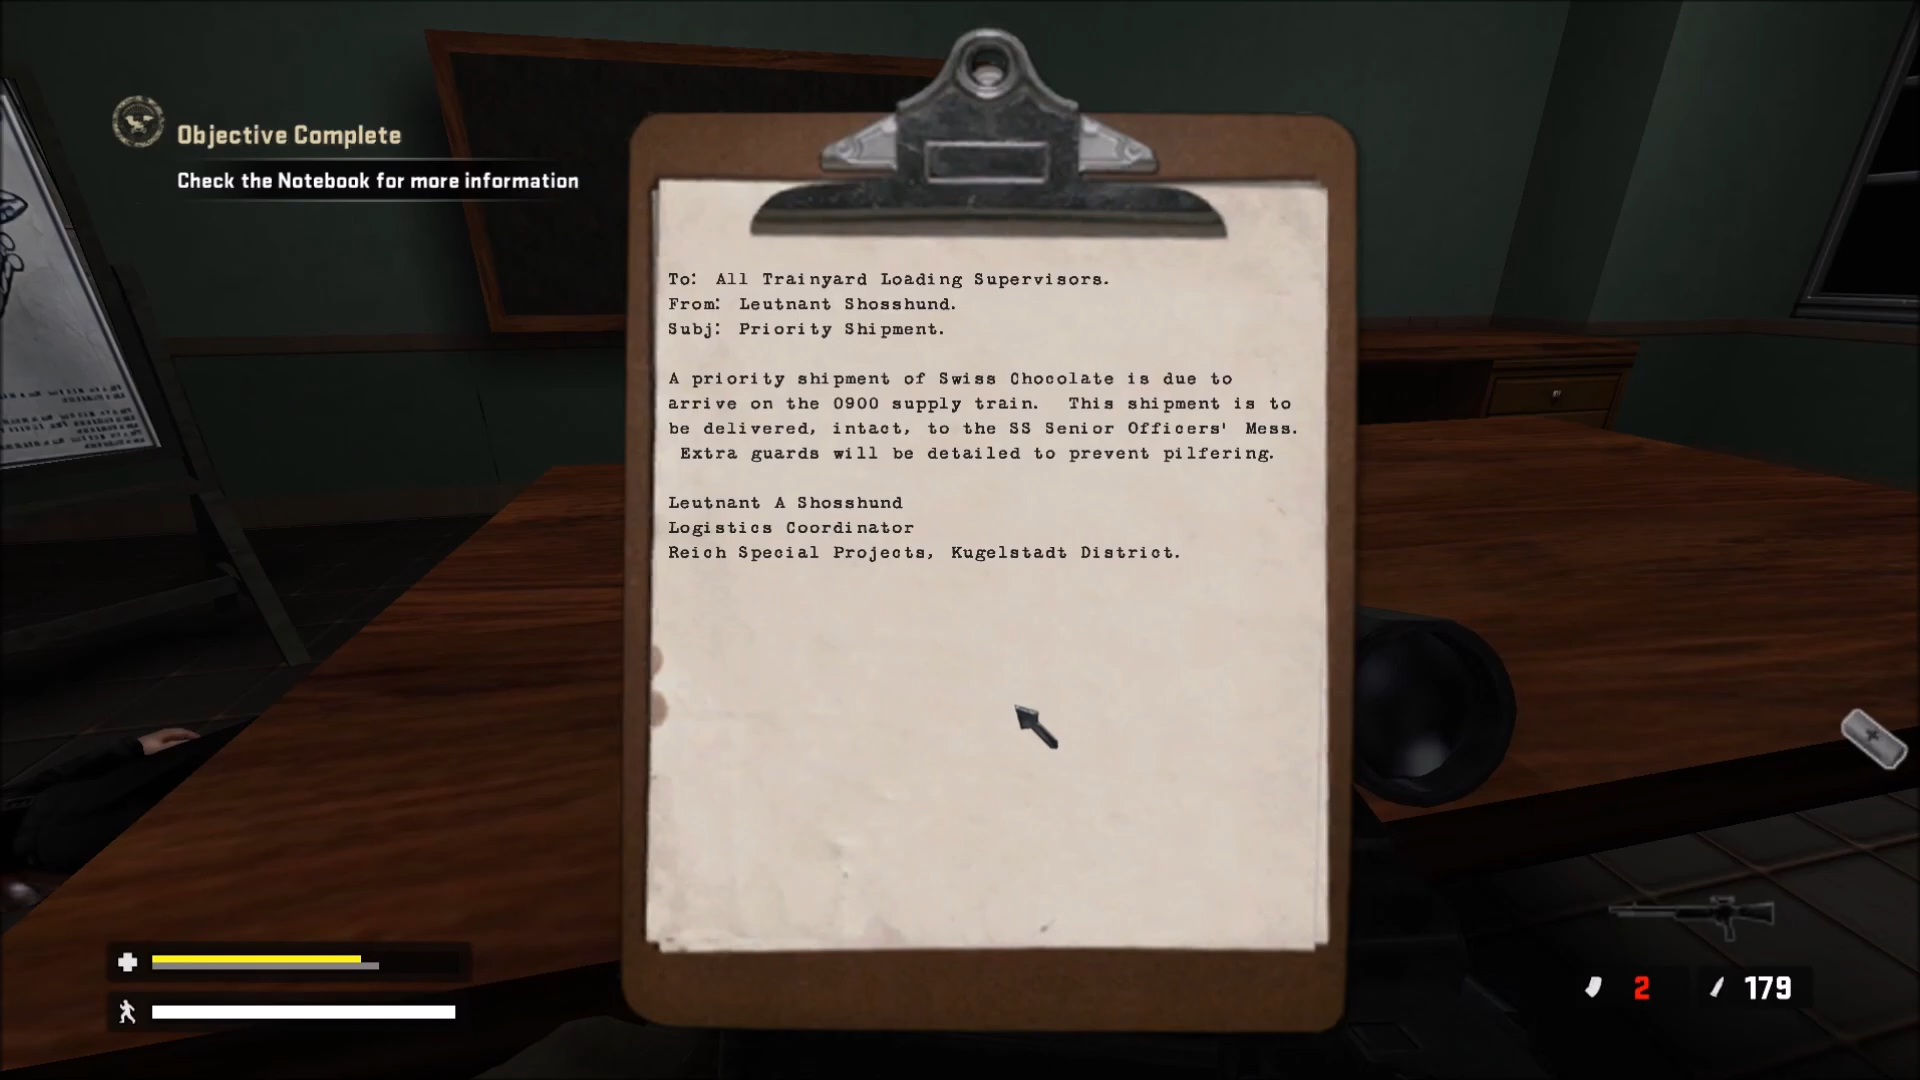 Objective Complete
Check the Notebook for more information
To: All Trainyard Loading Supervisors.
From: Leutnant Shosshund.
Subj: Priority Shipment.
A priority shipment of Swiss Chocolate is due to
arrive on the 0900 supply train. This shipment is to
be delivered, intact, to the SS Senior Officers' Mess.
Extra guards will be detailed to prevent pilfering.
Leutnant A Shosshund
Logistics Coordinator
Reich Special Projects, Kugelstadt District.
2
179